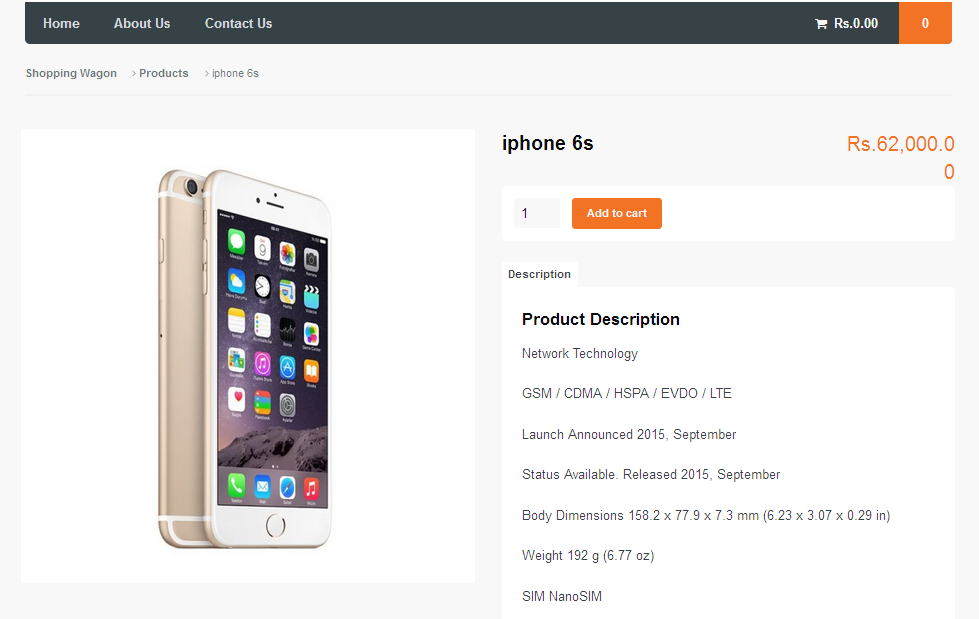 Home About Us Contact Us Rs.0.00 0
Shopping Wagon › Products › iphone 6s
iphone 6s
Rs.62,000.0
0
1 Add to cart
Description
Product Description
Network Technology
GSM / CDMA / HSPA / EVDO / LTE
Launch Announced 2015, September
Status Available. Released 2015, September
Body Dimensions 158.2 x 77.9 x 7.3 mm (6.23 x 3.07 x 0.29 in)
Weight 192 g (6.77 oz)
SIM NanoSIM
9